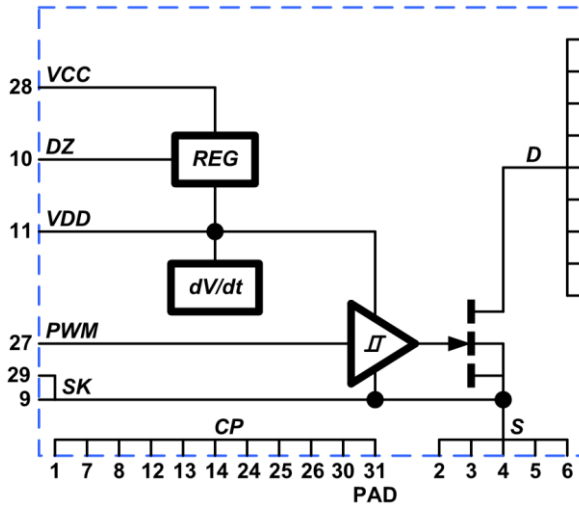 28 VCC
10 DZ
REG
D
11 VDD
dV/dt
27 PWM
29
9 SK
CP
S
1 7 8 12 13 14 24 25 26 30 31 2 3 4 5 6
PAD